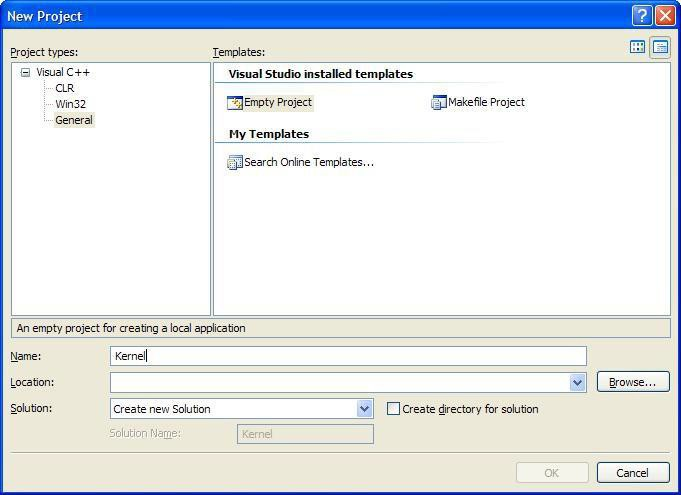 New Project
Project types:
Templates:
Visual C++
CLR
Win32
General
Visual Studio installed templates
Empty Project
Makefile Project
My Templates
Search Online Templates...
An empty project for creating a local application
Name:
Kernel
Location:
Browse...
Solution:
Create new Solution
Create directory for solution
Solution Name:
Kernel
OK
Cancel